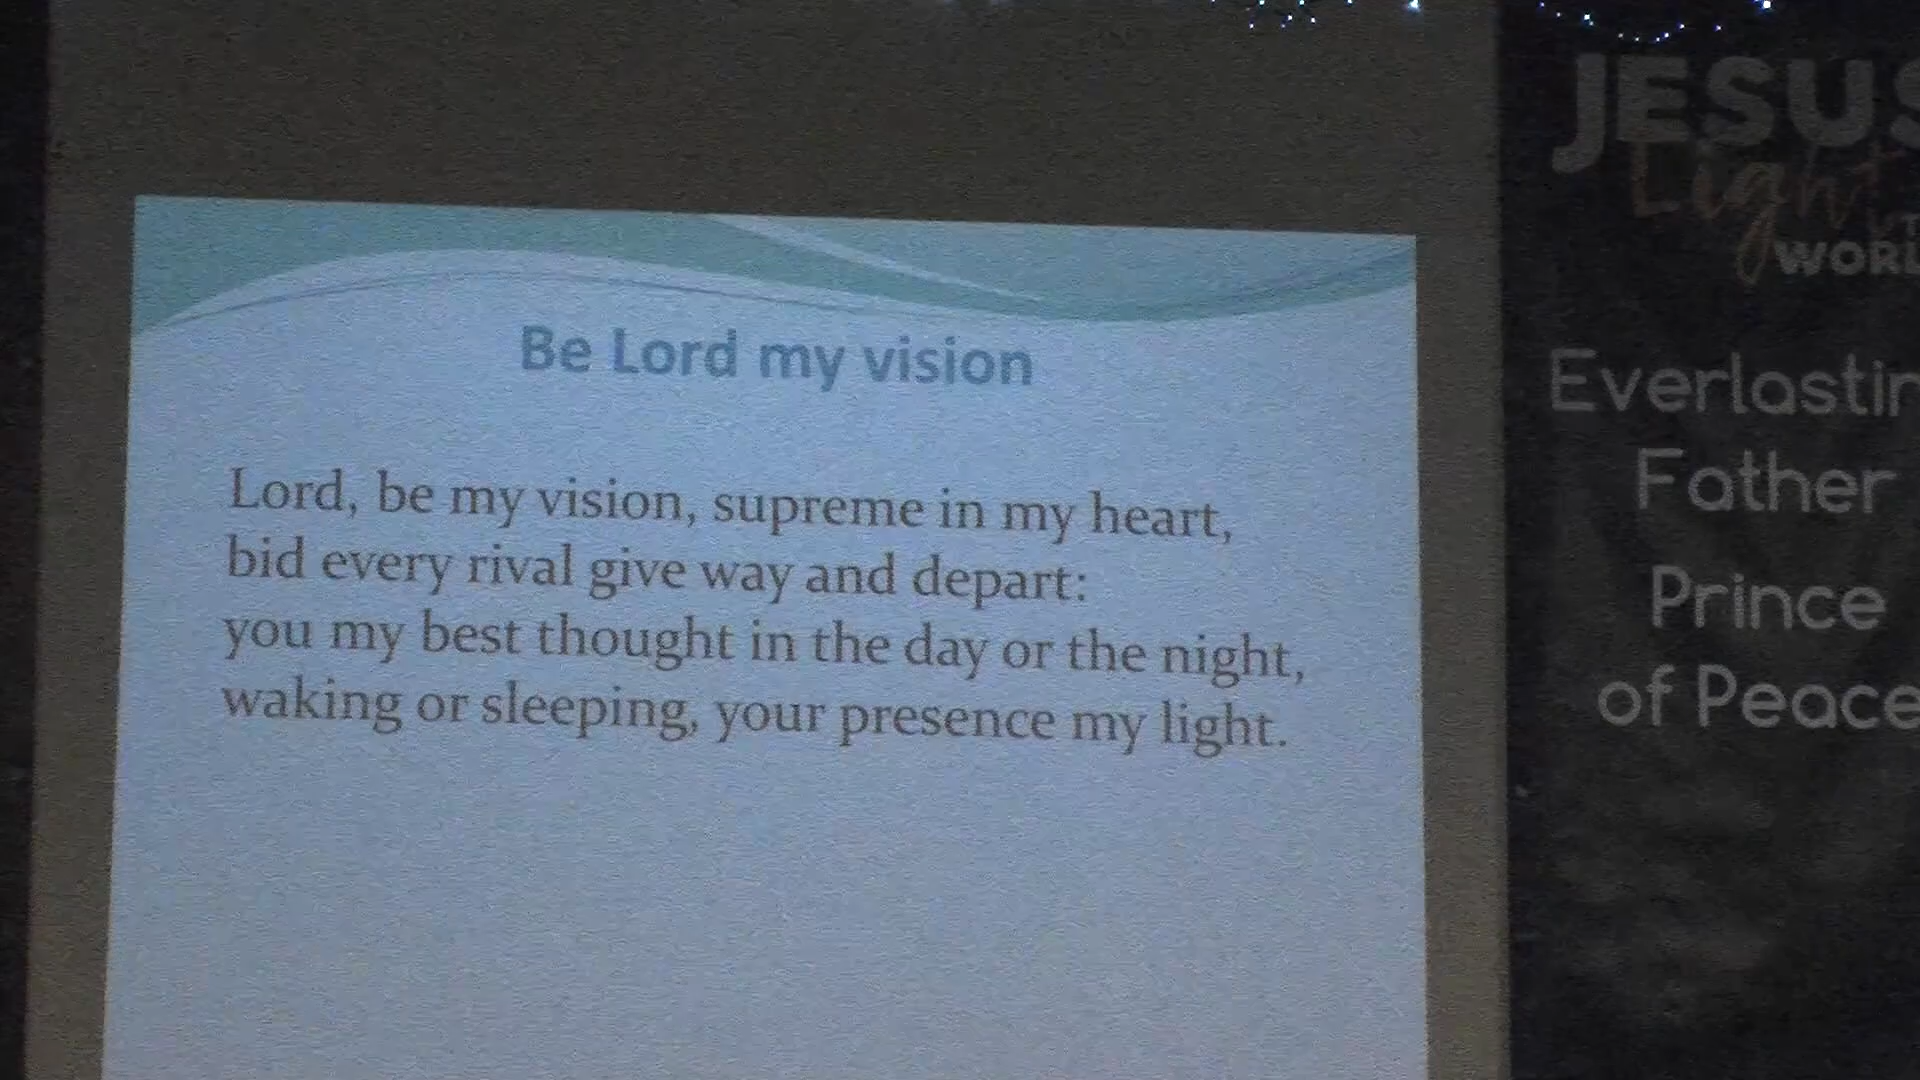 Be Lord my vision
Lord, be my vision, supreme in my heart,
bid every rival give way and depart:
you my best thought in the day or the night,
waking or sleeping, your presence my light.
JESUS
Light
WORL
Everlastin
Father
Prince
of Peace